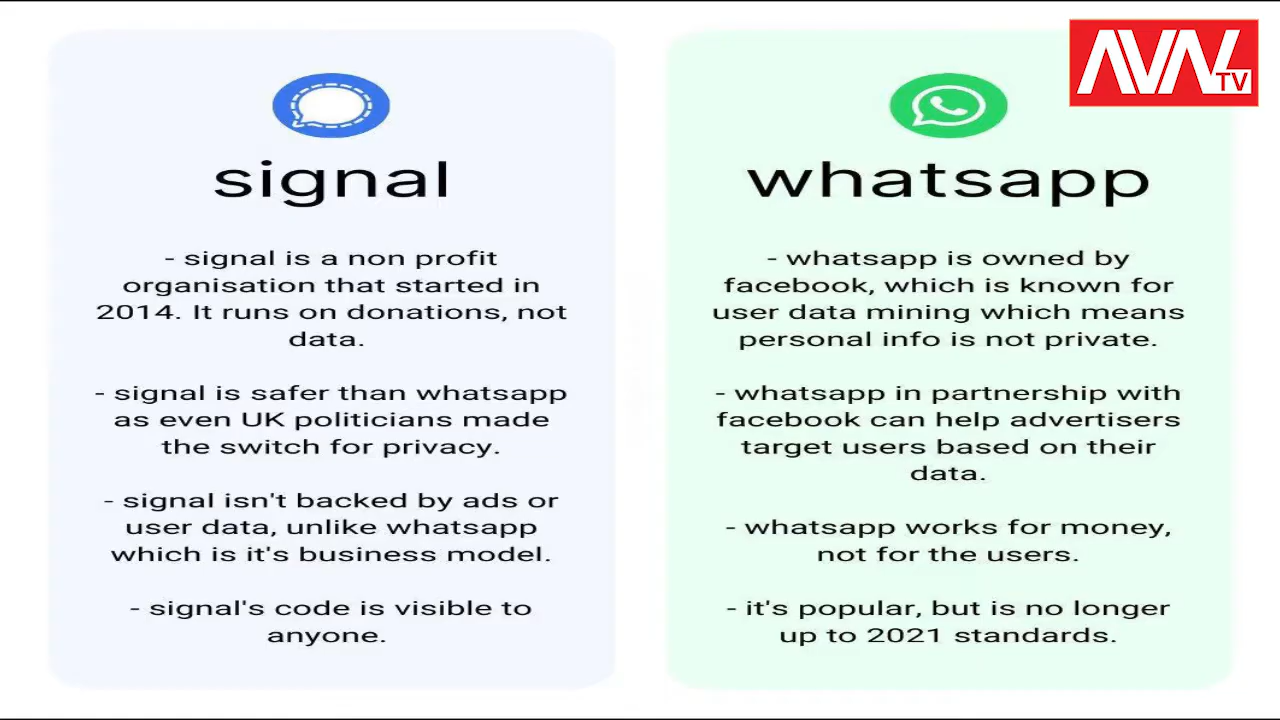 signal
- signal is a non profit
organisation that started in
2014. It runs on donations, not
data.
- signal is safer than whatsapp
as even UK politicians made
the switch for privacy.
- signal isn't backed by ads or
user data, unlike whatsapp
which is it's business model.
- signal's code is visible to
anyone.
AVAL
TV
whatsapp
- whatsapp is owned by
facebook, which is known for
user data mining which means
personal info is not private.
- whatsapp in partnership with
facebook can help advertisers
target users based on their
data.
- whatsapp works for money,
not for the users.
- it's popular, but is no longer
up to 2021 standards.